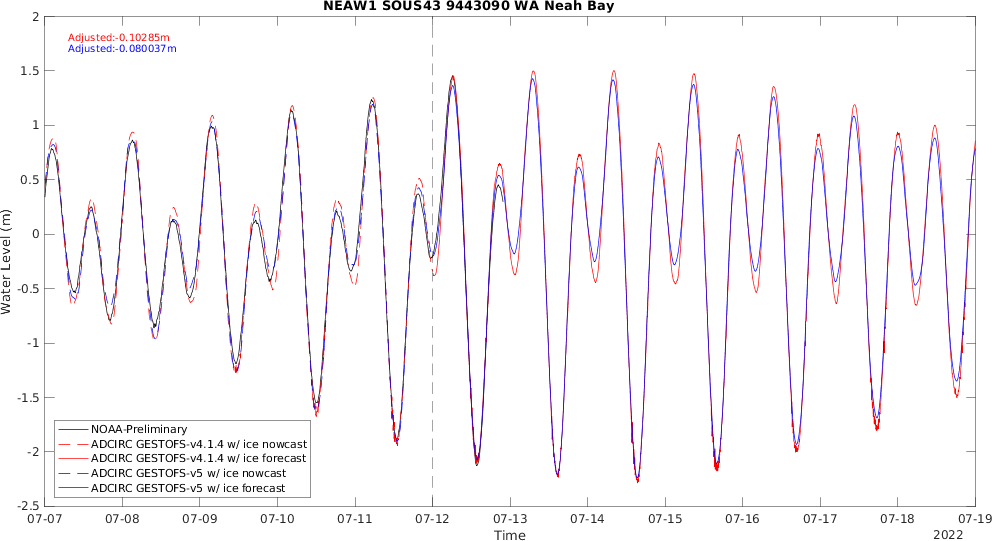 NEAW1 SOUS43 9443090 WA Neah Bay
Adjusted:-0.10285m
Adjusted:-0.080037m
Water Level (m)
2
1.5
1
0.5
0
-0.5
-1
-1.5
-2
-2.5
NOAA-Preliminary
ADCIRC GESTOFS-v4.1.4 w/ ice nowcast
ADCIRC GESTOFS-v4.1.4 w/ ice forecast
ADCIRC GESTOFS-v5 w/ ice nowcast
ADCIRC GESTOFS-v5 w/ ice forecast
07-07 07-08 07-09 07-10 07-11 07-12 07-13 07-14 07-15 07-16 07-17 07-18 07-19
Time
2022